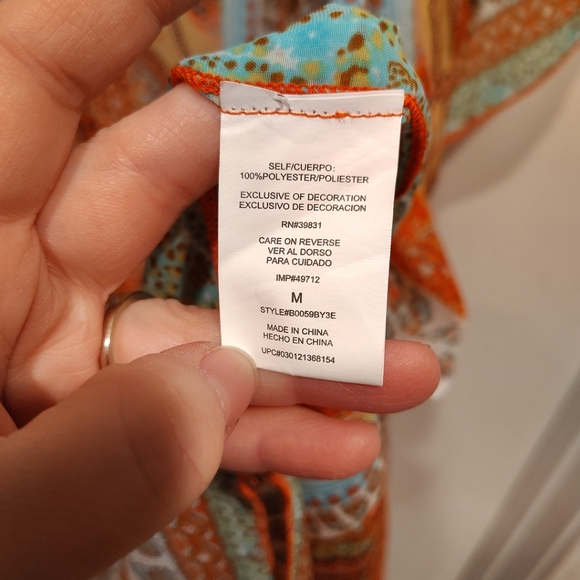 SELF/CUERPO:
100%POLYESTER/POLIESTER
EXCLUSIVE OF DECORATION
EXCLUSIVO DE DECORACION
RN#39831
CARE ON REVERSE
VER AL DORSO
PARA CUIDADO
IMP#49712
M
STYLE#B0059BY3E
MADE IN CHINA
HECHO EN CHINA
UPC#030121368154